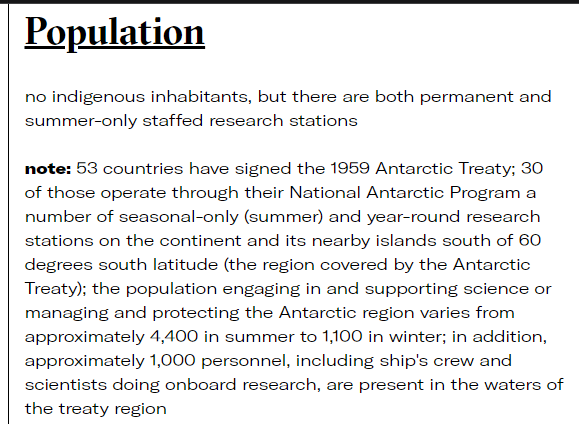 Population
no indigenous inhabitants, but there are both permanent and
summer-only staffed research stations
note: 53 countries have signed the 1959 Antarctic Treaty; 30
of those operate through their National Antarctic Program a
number of seasonal-only (summer) and year-round research
stations on the continent and its nearby islands south of 60
degrees south latitude (the region covered by the Antarctic
Treaty); the population engaging in and supporting science or
managing and protecting the Antarctic region varies from
approximately 4,400 in summer to 1,100 in winter; in addition,
approximately 1,000 personnel, including ship's crew and
scientists doing onboard research, are present in the waters of
the treaty region